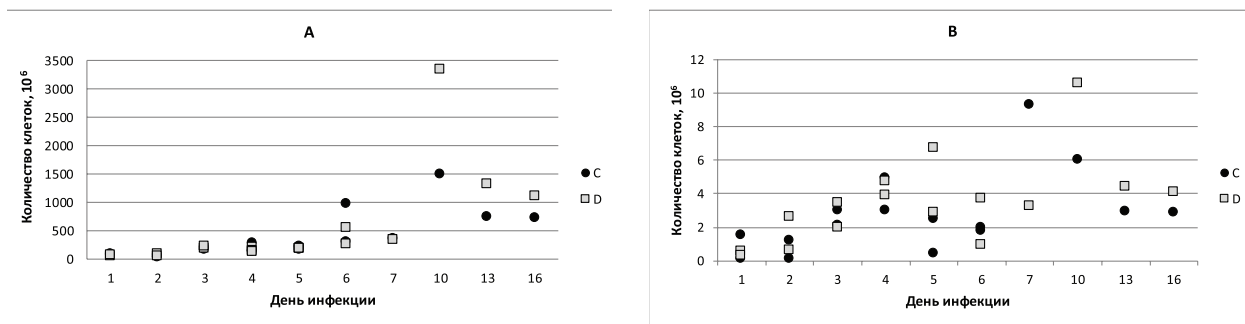 A
Количество клеток, 10⁶
3500
3000
2500
2000
1500
1000
500
0
1 2 3 4 5 6 7 10 13 16
День инфекции
C
D
B
Количество клеток, 10⁶
12
10
8
6
4
2
0
1 2 3 4 5 6 7 10 13 16
День инфекции
C
D